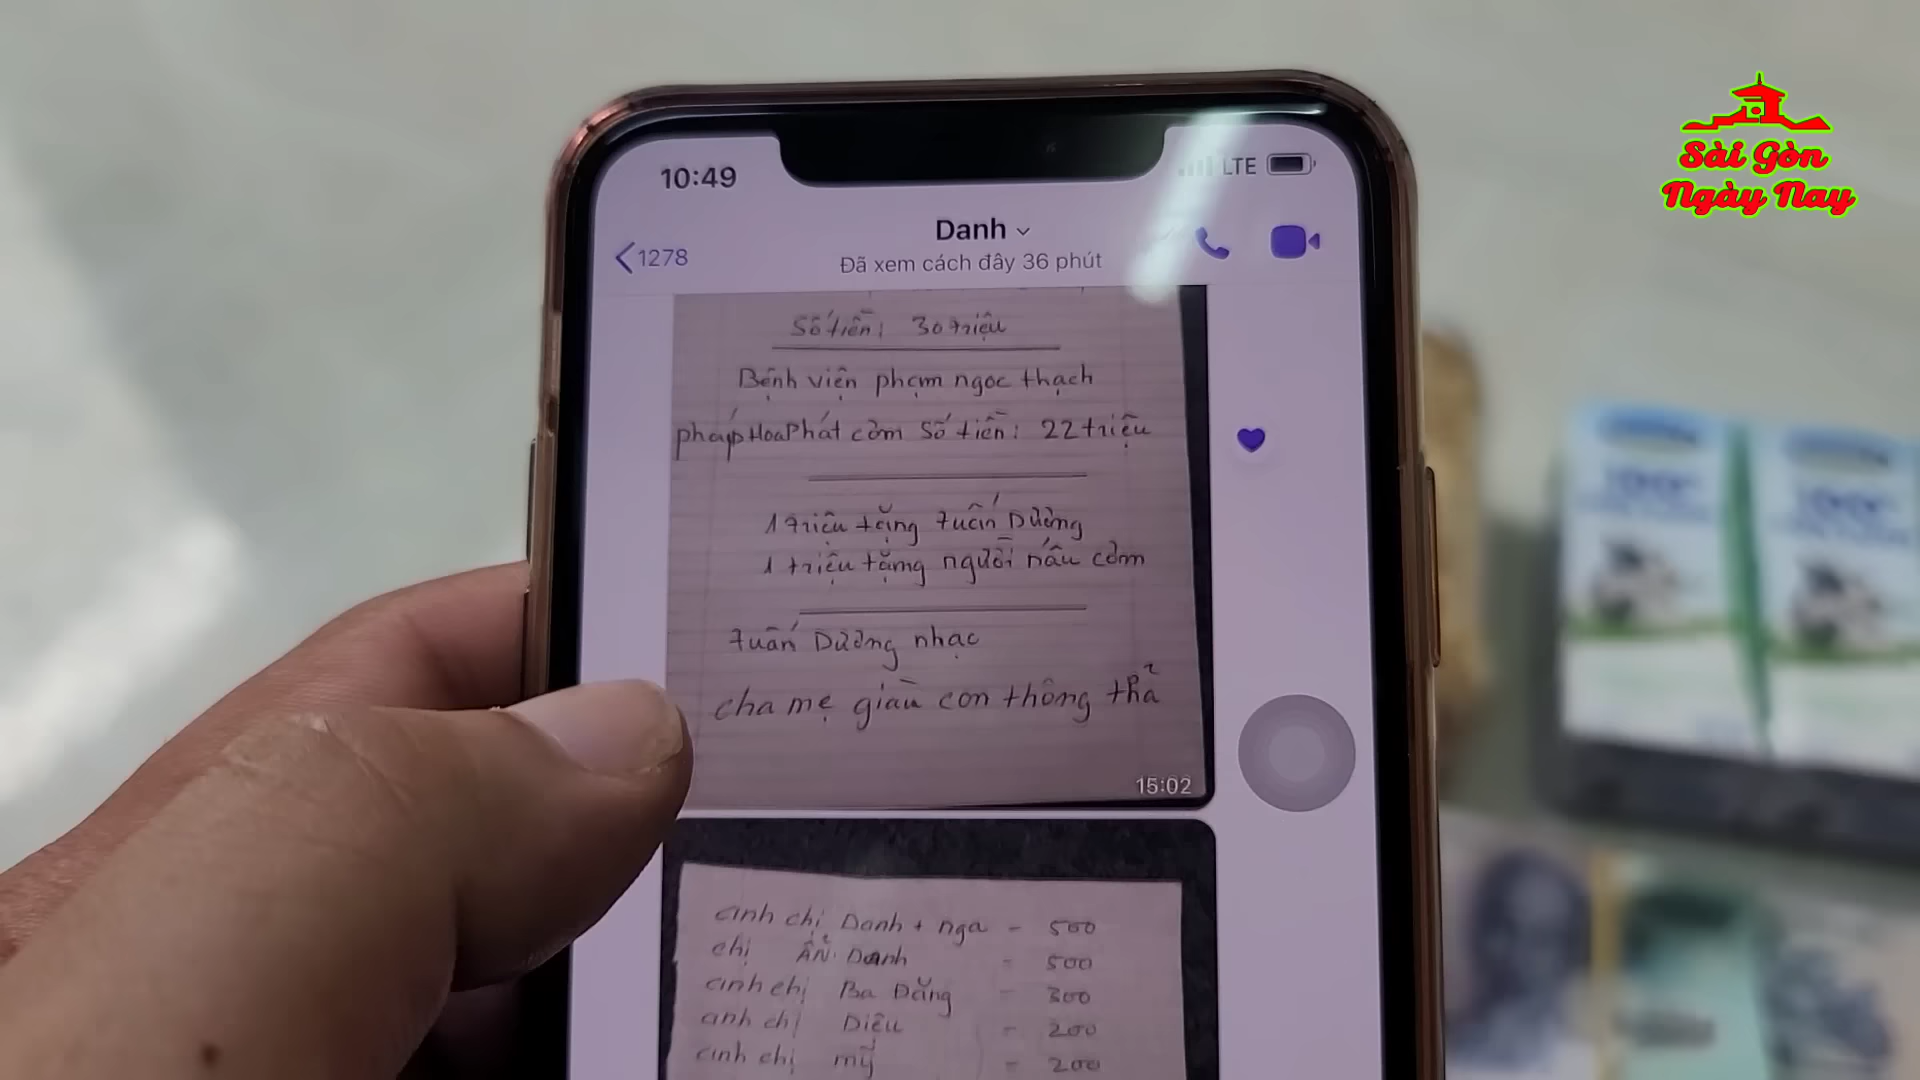 Sài Gòn
Ngày Nay
10:49
LTE
1278
Danh
Đã xem cách đây 36 phút
Số tiền: 30 triệu
Bệnh viện phạm ngọc thạch
pháp Hoa Phát cơm Số tiền: 22 triệu
1 triệu tặng tuấn Dường
1 triệu tặng người nấu cơm
tuấn Dường nhạc
cha mẹ giàu con thông thả
15:02
anh chị Danh + nga - 500
chị Ẩn Danh = 500
anh chị Ba Đăng - 300
anh chị Diệu = 200
anh chị mỹ = 200